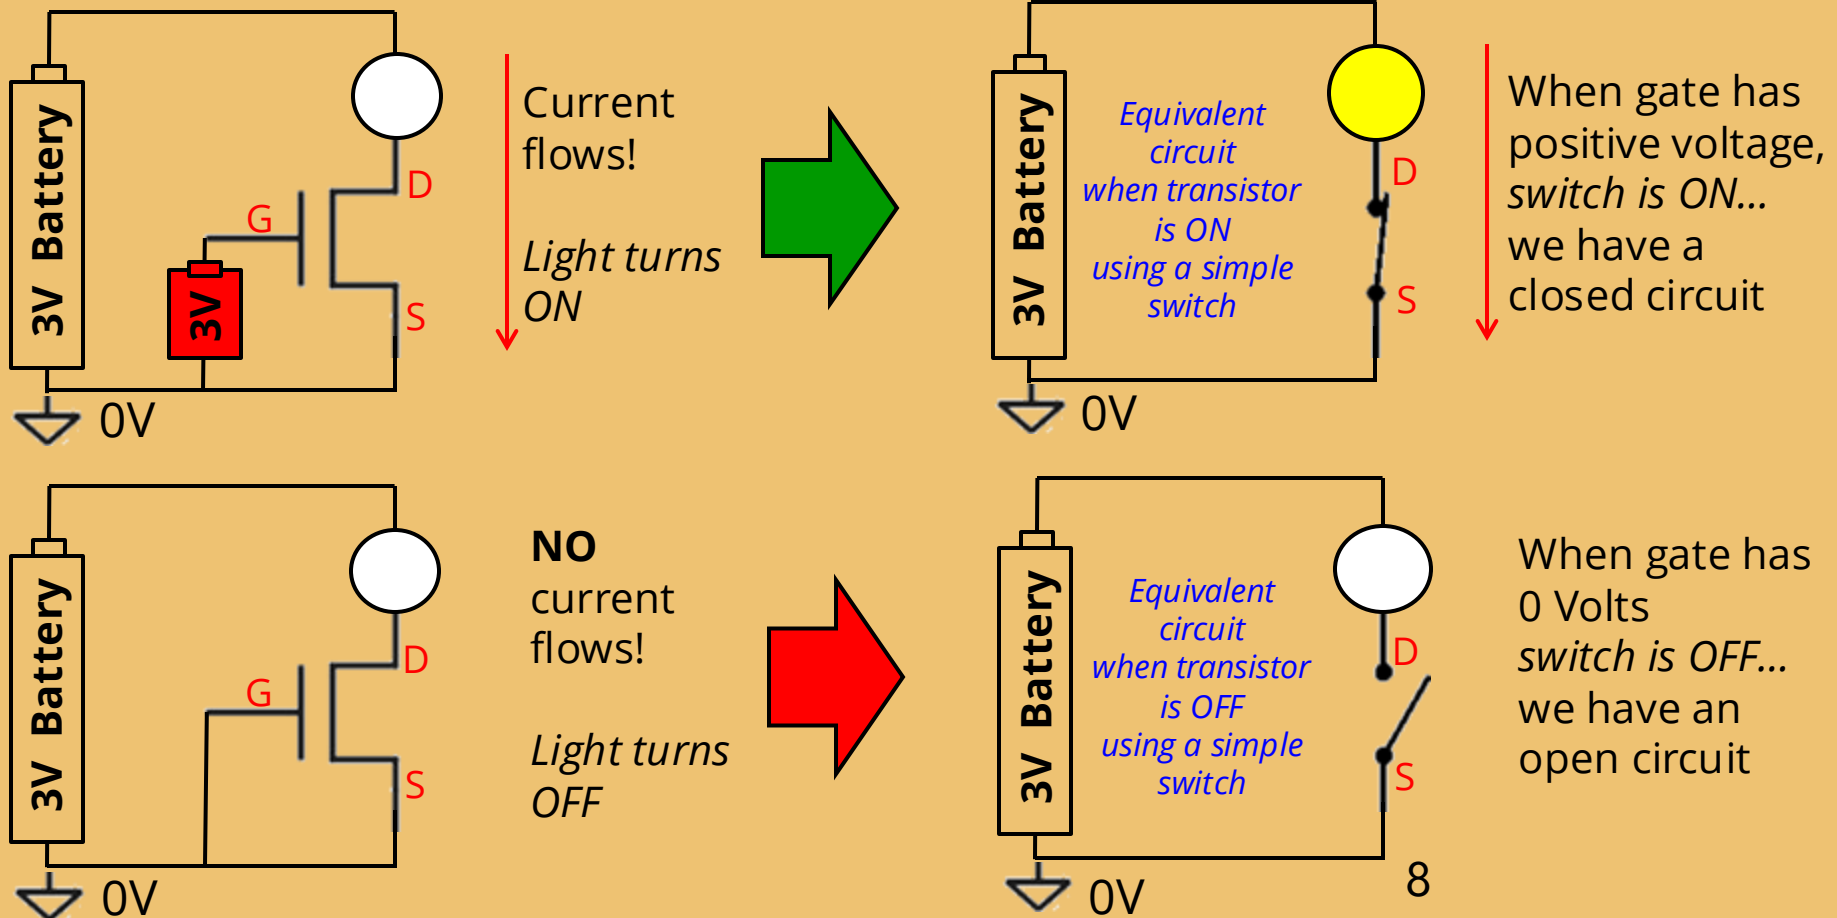 3V Battery
G
3V
D
S
0V
Current
flows!
Light turns
ON
3V Battery
Equivalent
circuit
when transistor
is ON
using a simple
switch
D
S
0V
When gate has
positive voltage,
switch is ON...
we have a
closed circuit
3V Battery
G
D
S
0V
NO
current
flows!
Light turns
OFF
3V Battery
Equivalent
circuit
when transistor
is OFF
using a simple
switch
D
S
0V
When gate has
0 Volts
switch is OFF...
we have an
open circuit
8